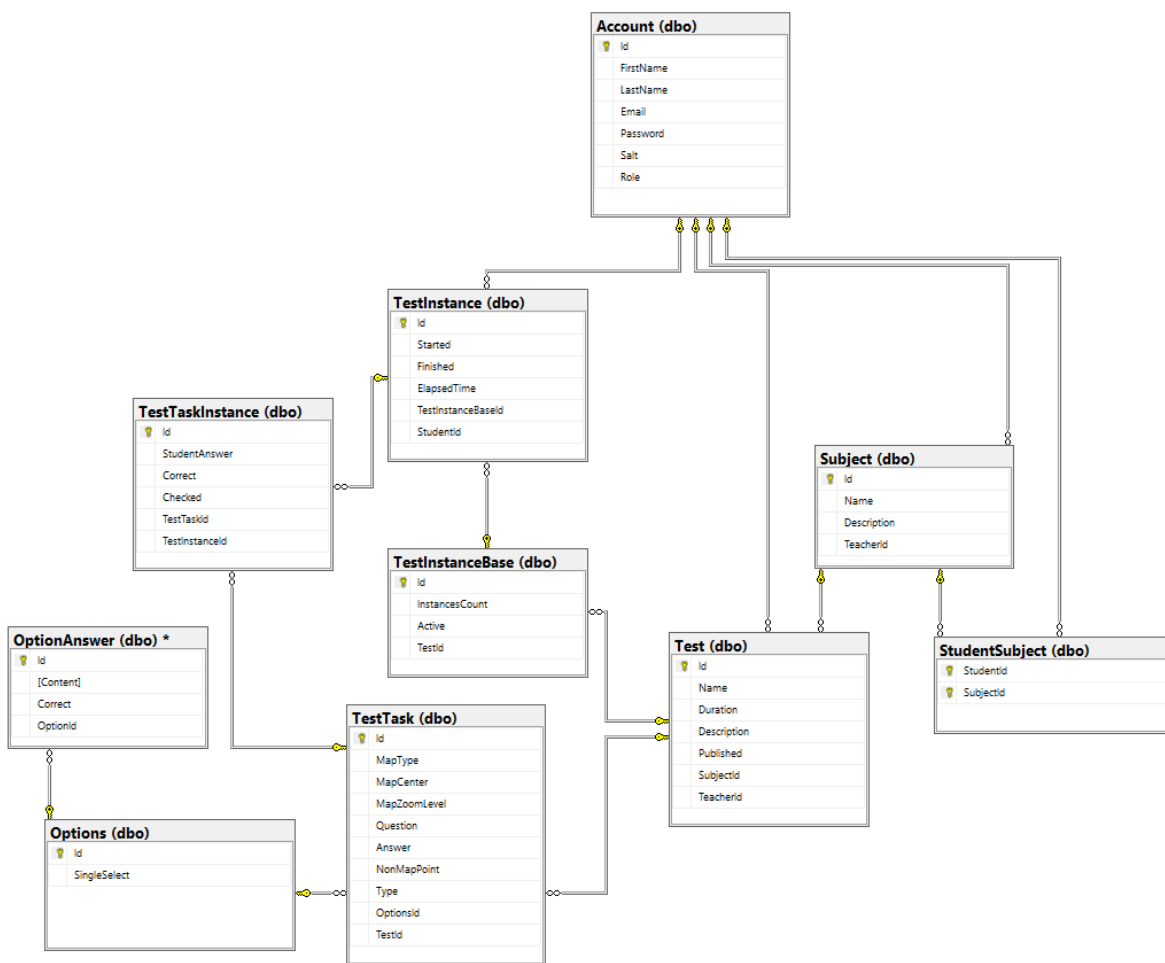 Account (dbo)
Id
FirstName
LastName
Email
Password
Salt
Role
TestInstance (dbo)
Id
Started
Finished
ElapsedTime
TestInstanceBaseId
StudentId
TestTaskInstance (dbo)
Id
StudentAnswer
Correct
Checked
TestTaskId
TestInstanceId
Subject (dbo)
Id
Name
Description
TeacherId
TestInstanceBase (dbo)
Id
InstancesCount
Active
TestId
OptionAnswer (dbo) *
Id
[Content]
Correct
OptionId
Test (dbo)
Id
Name
Duration
Description
Published
SubjectId
TeacherId
StudentSubject (dbo)
StudentId
SubjectId
TestTask (dbo)
Id
MapType
MapCenter
MapZoomLevel
Question
Answer
NonMapPoint
Type
OptionsId
TestId
Options (dbo)
Id
SingleSelect